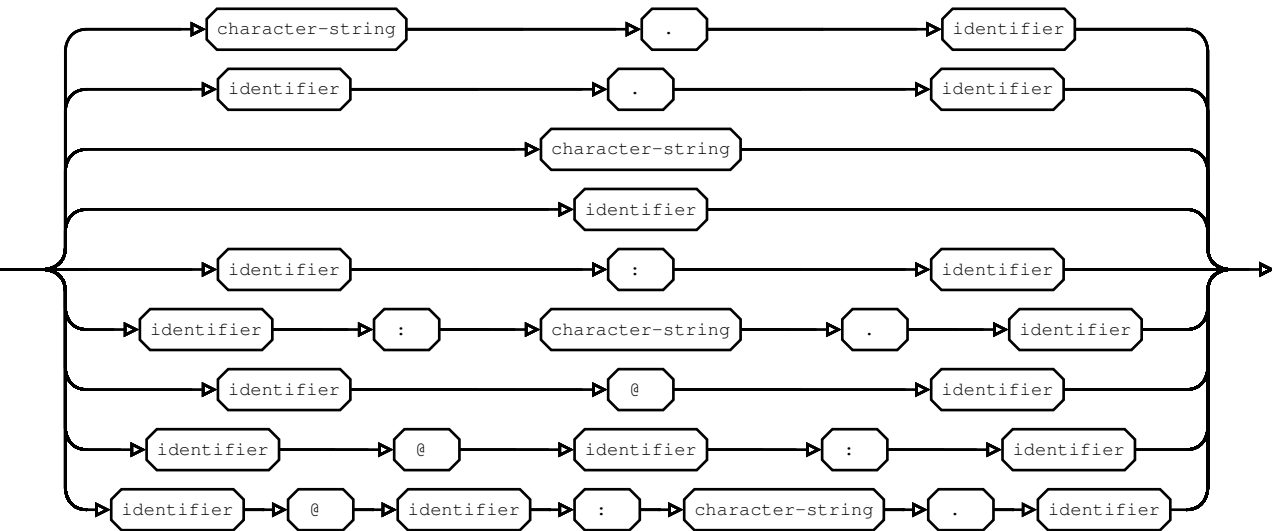 character-string . identifier
identifier . identifier
character-string
identifier
identifier : identifier
identifier : character-string . identifier
identifier @ identifier
identifier @ identifier : identifier
identifier @ identifier : character-string . identifier